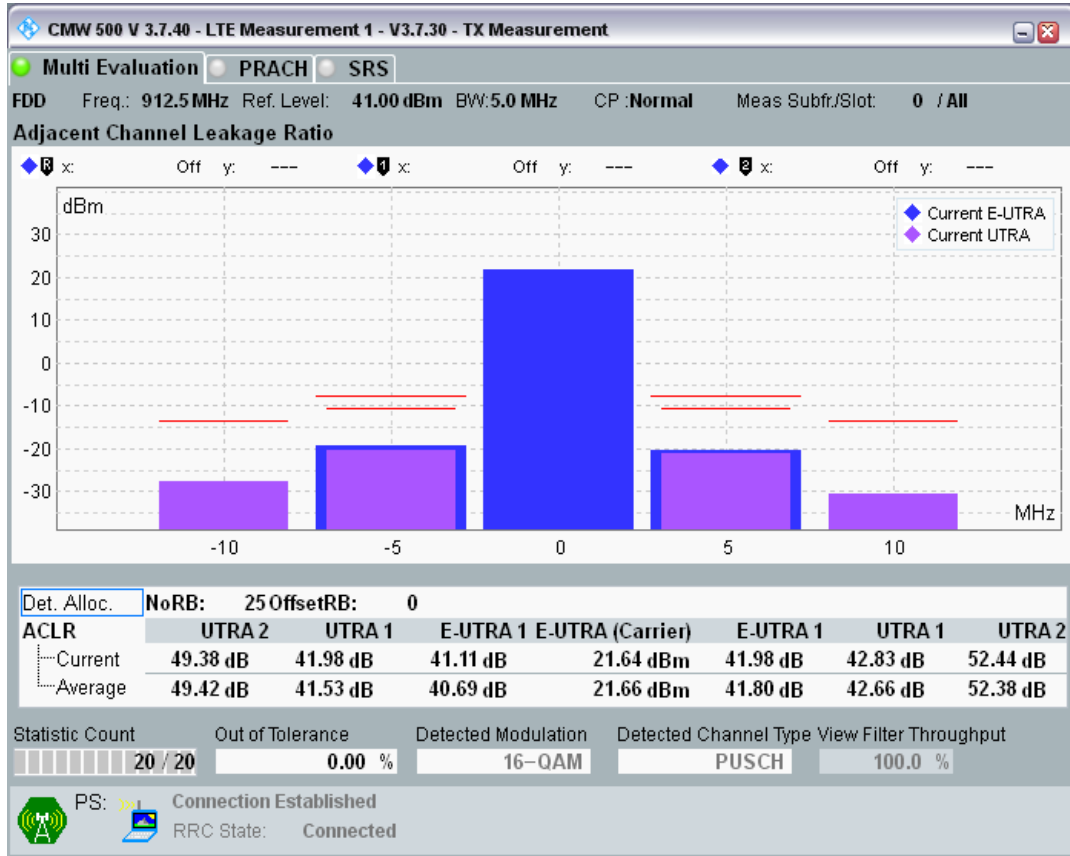 CMW 500 V 3.7.40 - LTE Measurement 1 - V3.7.30 - TX Measurement
Multi Evaluation PRACH SRS
FDD Freq.: 912.5 MHz Ref. Level: 41.00 dBm BW: 5.0 MHz CP : Normal Meas Subfr./Slot: 0 / All
Adjacent Channel Leakage Ratio
R x: Off y: --- 1 x: Off y: --- 2 x: Off y: ---
dBm
Current E-UTRA
Current UTRA
30
20
10
0
-10
-20
-30
MHz
-10 -5 0 5 10
Det. Alloc. NoRB: 25 OffsetRB: 0
ACLR UTRA 2 UTRA 1 E-UTRA 1 E-UTRA (Carrier) E-UTRA 1 UTRA 1 UTRA 2
Current 49.38 dB 41.98 dB 41.11 dB 21.64 dBm 41.98 dB 42.83 dB 52.44 dB
Average 49.42 dB 41.53 dB 40.69 dB 21.66 dBm 41.80 dB 42.66 dB 52.38 dB
Statistic Count Out of Tolerance Detected Modulation Detected Channel Type View Filter Throughput
20 / 20 0.00 % 16-QAM PUSCH 100.0 %
PS: Connection Established
RRC State: Connected